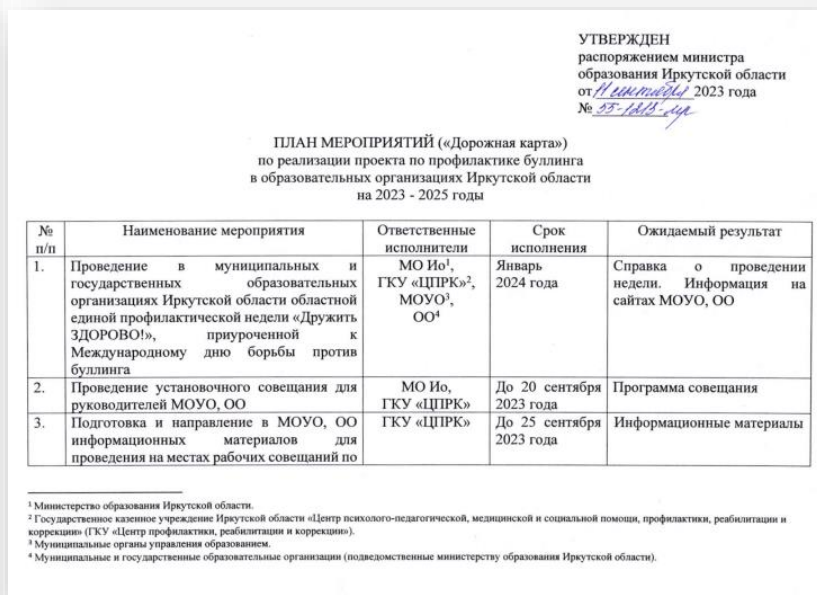 УТВЕРЖДЕН
распоряжением министра
образования Иркутской области
от 11 сентября 2023 года
№ 55-1213-мр
ПЛАН МЕРОПРИЯТИЙ («Дорожная карта»)
по реализации проекта по профилактике буллинга
в образовательных организациях Иркутской области
на 2023 - 2025 годы
№ п/п
Наименование мероприятия
Ответственные исполнители
Срок исполнения
Ожидаемый результат
1.
Проведение в муниципальных и
государственных образовательных
организациях Иркутской области областной
единой профилактической недели «Дружить
ЗДОРОВО!», приуроченной к
Международному дню борьбы против
буллинга
МО Ио¹,
ГКУ «ЦПРК»²,
МОУО³,
ОО⁴
Январь
2024 года
Справка о проведении
недели. Информация на
сайтах МОУО, ОО
2.
Проведение установочного совещания для
руководителей МОУО, ОО
МО Ио,
ГКУ «ЦПРК»
До 20 сентября
2023 года
Программа совещания
3.
Подготовка и направление в МОУО, ОО
информационных материалов для
проведения на местах рабочих совещаний по
ГКУ «ЦПРК»
До 25 сентября
2023 года
Информационные материалы
¹ Министерство образования Иркутской области.
² Государственное казенное учреждение Иркутской области «Центр психолого-педагогической, медицинской и социальной помощи, профилактики, реабилитации и
коррекции» (ГКУ «Центр профилактики, реабилитации и коррекции»).
³ Муниципальные органы управления образованием.
⁴ Муниципальные и государственные образовательные организации (подведомственные министерству образования Иркутской области).